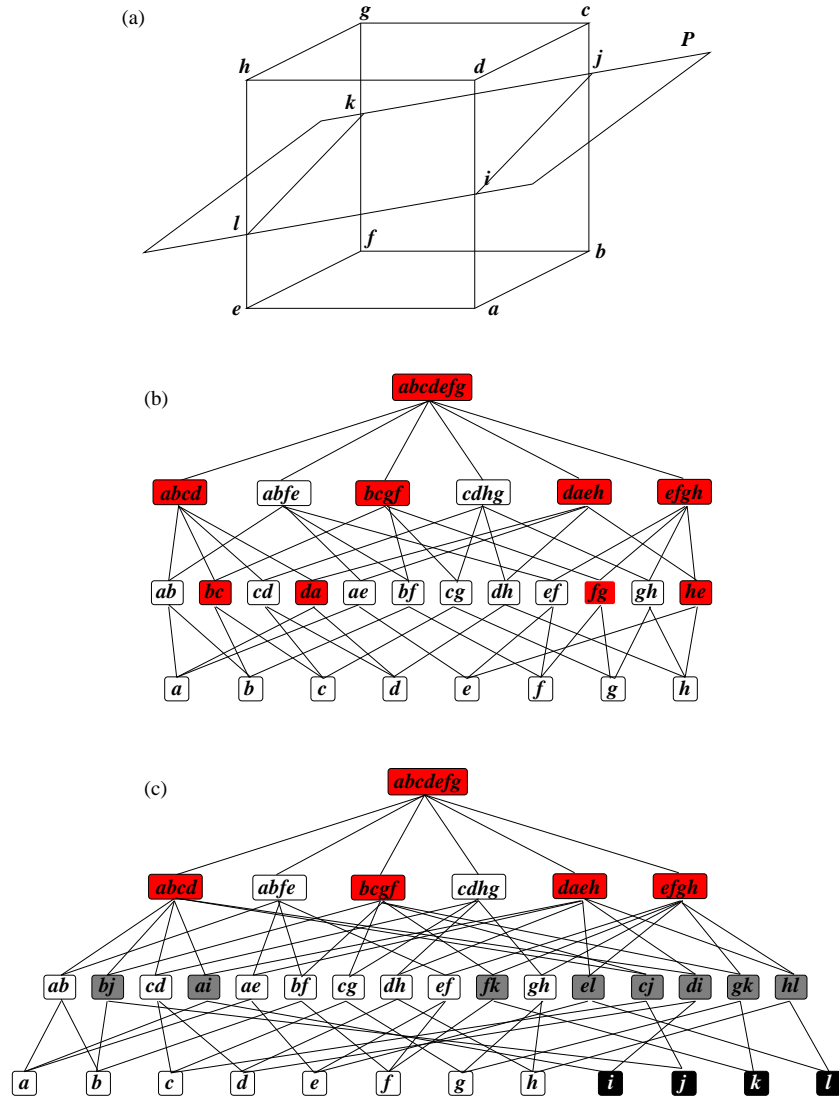 (a)
g c
P
h d j
k
i
l
f
b
e a
(b)
abcdefg
abcd abfe bcgf cdhg daeh efgh
ab bc cd da ae bf cg dh ef fg gh he
a b c d e f g h
(c)
abcdefg
abcd abfe bcgf cdhg daeh efgh
ab bj cd ai ae bf cg dh ef fk gh el cj di gk hl
a b c d e f g h i j k l